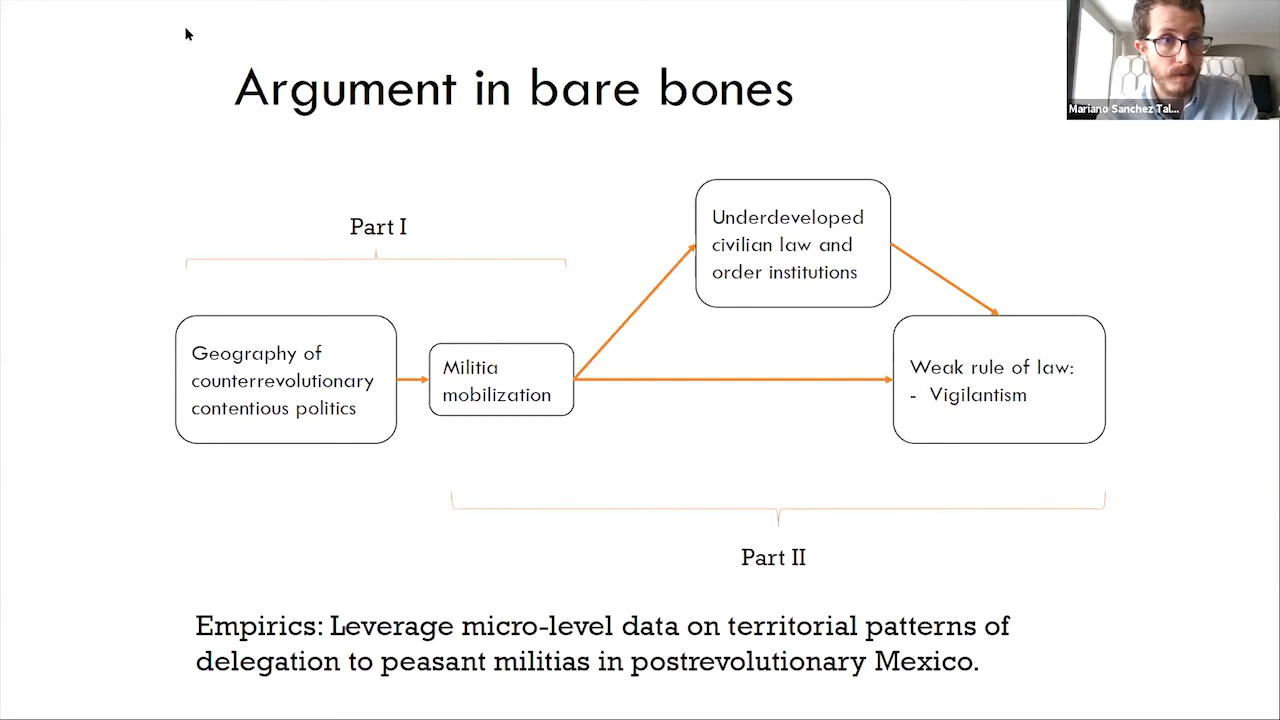 Argument in bare bones
Mariano Sanchez Tal...
Part I
Underdeveloped
civilian law and
order institutions
Geography of
counterrevolutionary
contentious politics
Militia
mobilization
Weak rule of law:
- Vigilantism
Part II
Empirics: Leverage micro-level data on territorial patterns of
delegation to peasant militias in postrevolutionary Mexico.